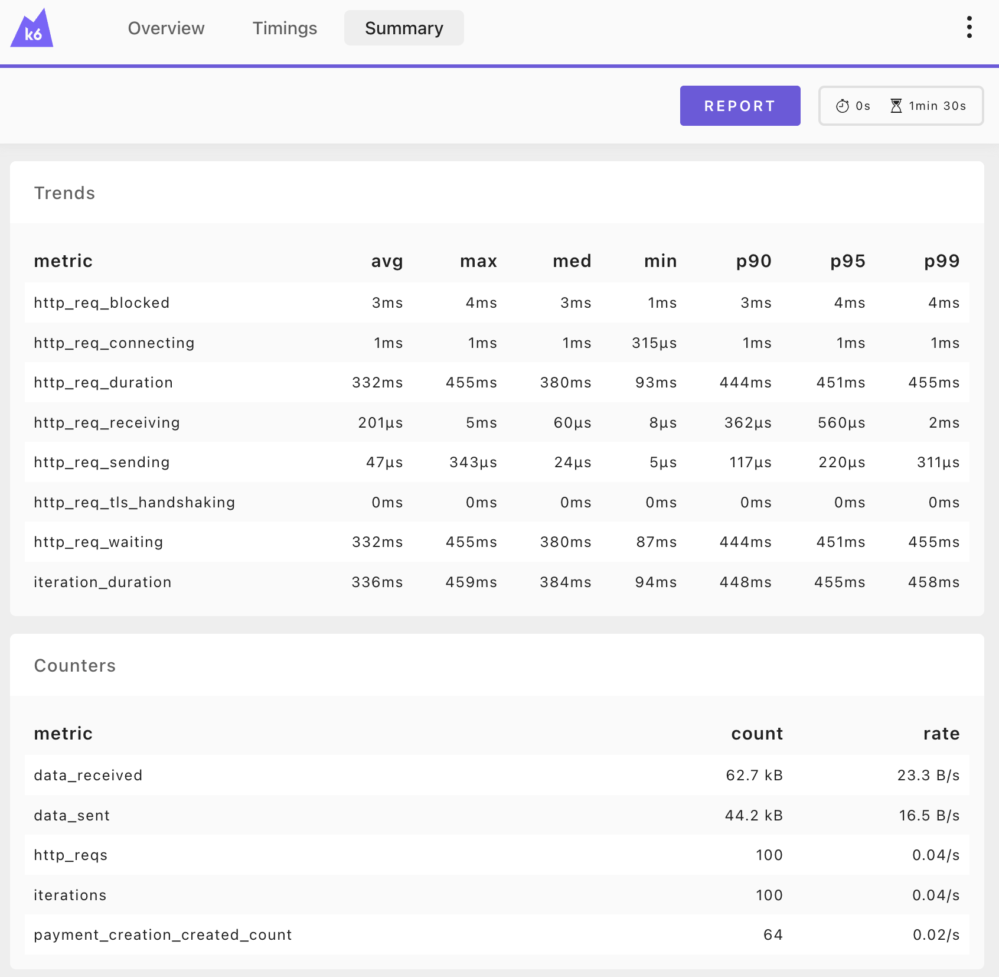 k6 Overview Timings Summary
REPORT 0s 1min 30s
Trends
metric avg max med min p90 p95 p99
http_req_blocked 3ms 4ms 3ms 1ms 3ms 4ms 4ms
http_req_connecting 1ms 1ms 1ms 315µs 1ms 1ms 1ms
http_req_duration 332ms 455ms 380ms 93ms 444ms 451ms 455ms
http_req_receiving 201µs 5ms 60µs 8µs 362µs 560µs 2ms
http_req_sending 47µs 343µs 24µs 5µs 117µs 220µs 311µs
http_req_tls_handshaking 0ms 0ms 0ms 0ms 0ms 0ms 0ms
http_req_waiting 332ms 455ms 380ms 87ms 444ms 451ms 455ms
iteration_duration 336ms 459ms 384ms 94ms 448ms 455ms 458ms
Counters
metric count rate
data_received 62.7 kB 23.3 B/s
data_sent 44.2 kB 16.5 B/s
http_reqs 100 0.04/s
iterations 100 0.04/s
payment_creation_created_count 64 0.02/s